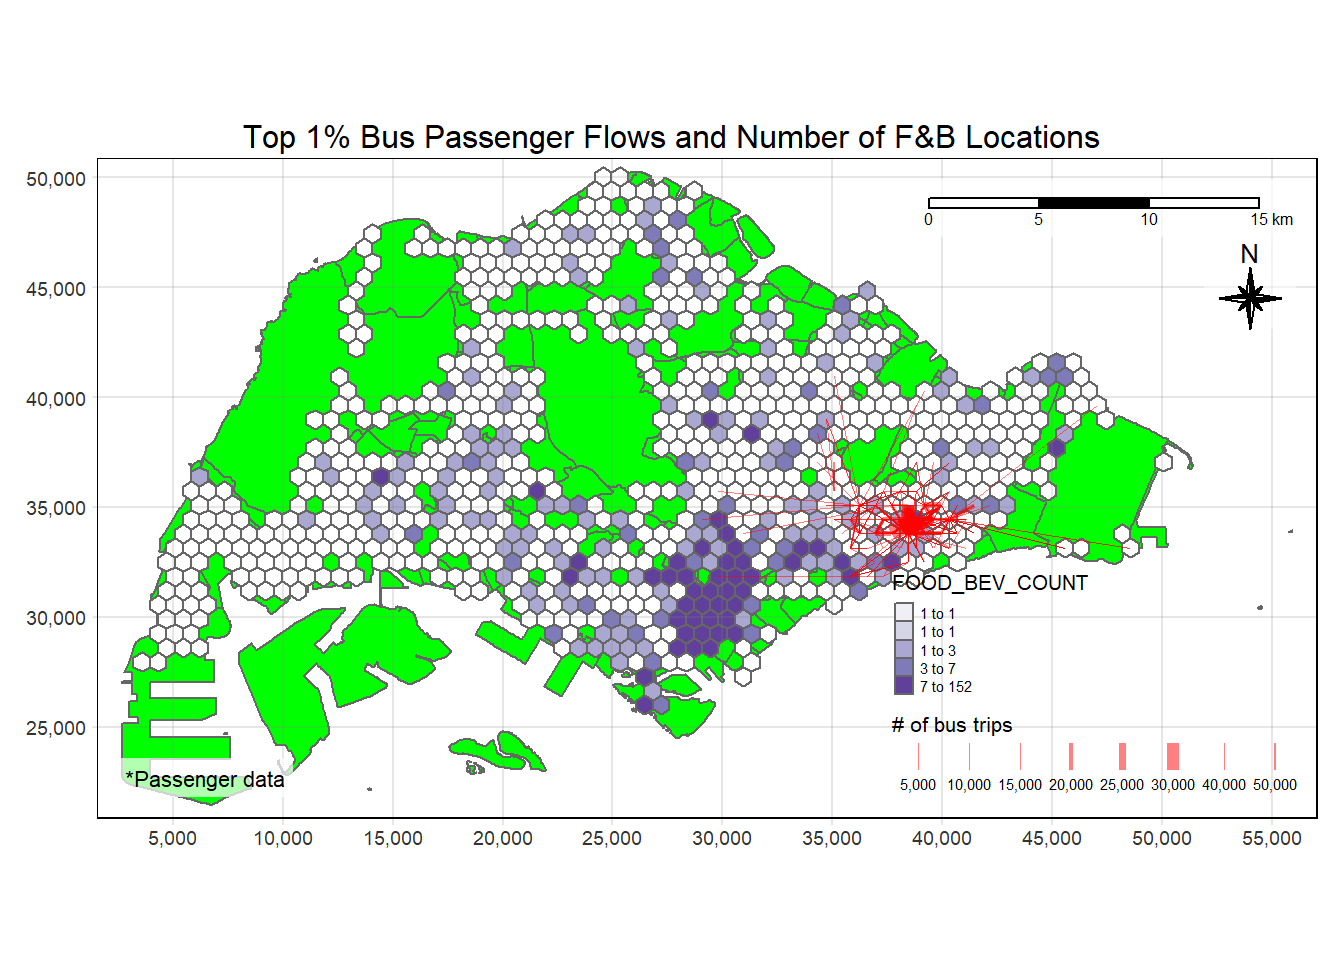 Top 1% Bus Passenger Flows and Number of F&B Locations
50,000
45,000
40,000
35,000
30,000
25,000
0 5 10 15 km
N
FOOD_BEV_COUNT
1 to 1
1 to 1
1 to 3
3 to 7
7 to 152
# of bus trips
5,000 10,000 15,000 20,000 25,000 30,000 40,000 50,000
*Passenger data
5,000 10,000 15,000 20,000 25,000 30,000 35,000 40,000 45,000 50,000 55,000